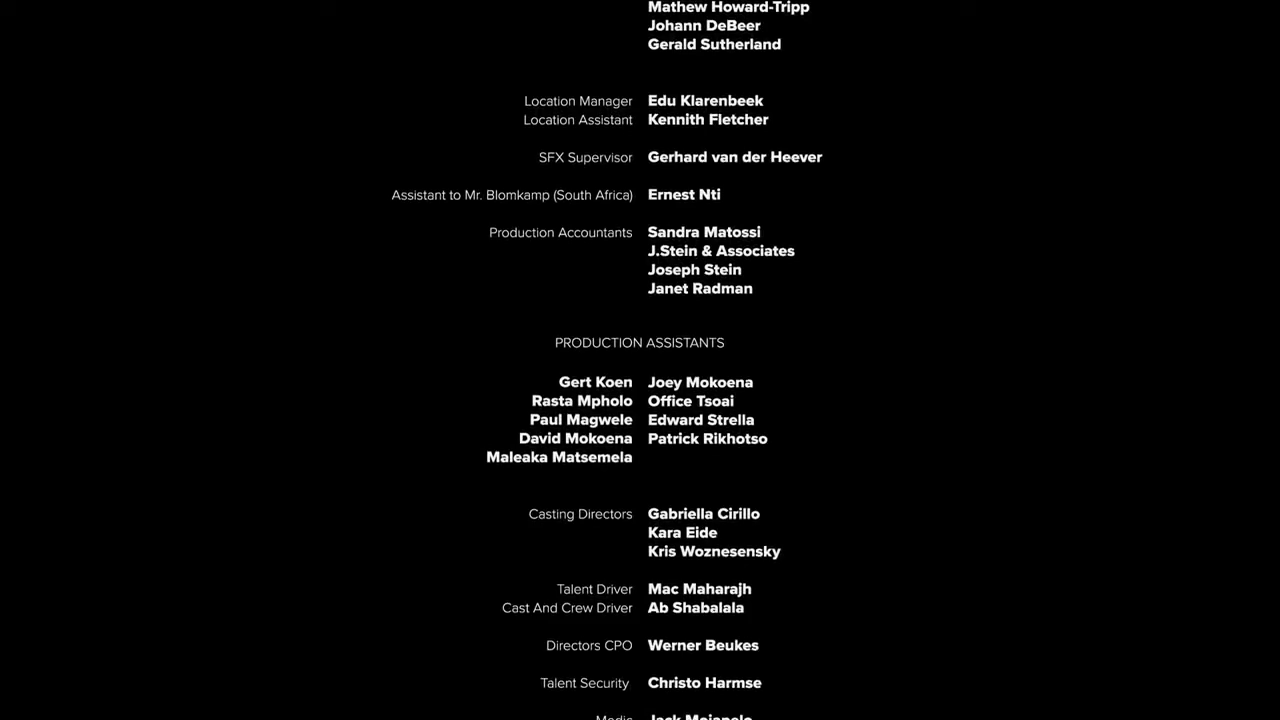 Mathew Howard-Tripp
Johann DeBeer
Gerald Sutherland
Location Manager Edu Klarenbeek
Location Assistant Kennith Fletcher
SFX Supervisor Gerhard van der Heever
Assistant to Mr. Blomkamp (South Africa) Ernest Nti
Production Accountants Sandra Matossi
J.Stein & Associates
Joseph Stein
Janet Radman
PRODUCTION ASSISTANTS
Gert Koen Joey Mokoena
Rasta Mpholo Office Tsoai
Paul Magwele Edward Strella
David Mokoena Patrick Rikhotso
Maleaka Matsemela
Casting Directors Gabriella Cirillo
Kara Eide
Kris Woznesensky
Talent Driver Mac Maharajh
Cast And Crew Driver Ab Shabalala
Directors CPO Werner Beukes
Talent Security Christo Harmse
Medic Jack